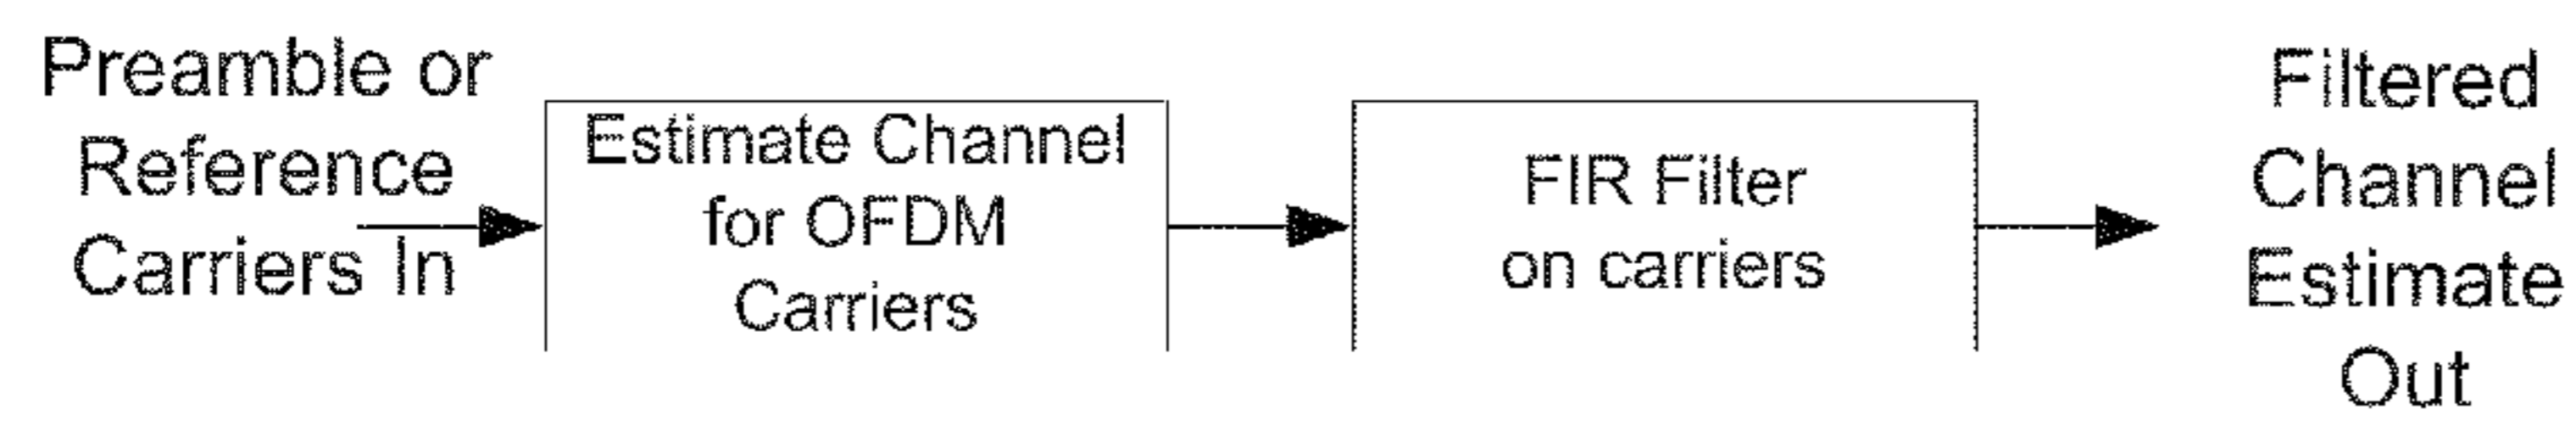 Preamble or
Reference
Carriers In
Estimate Channel
for OFDM
Carriers
FIR Filter
on carriers
Filtered
Channel
Estimate
Out